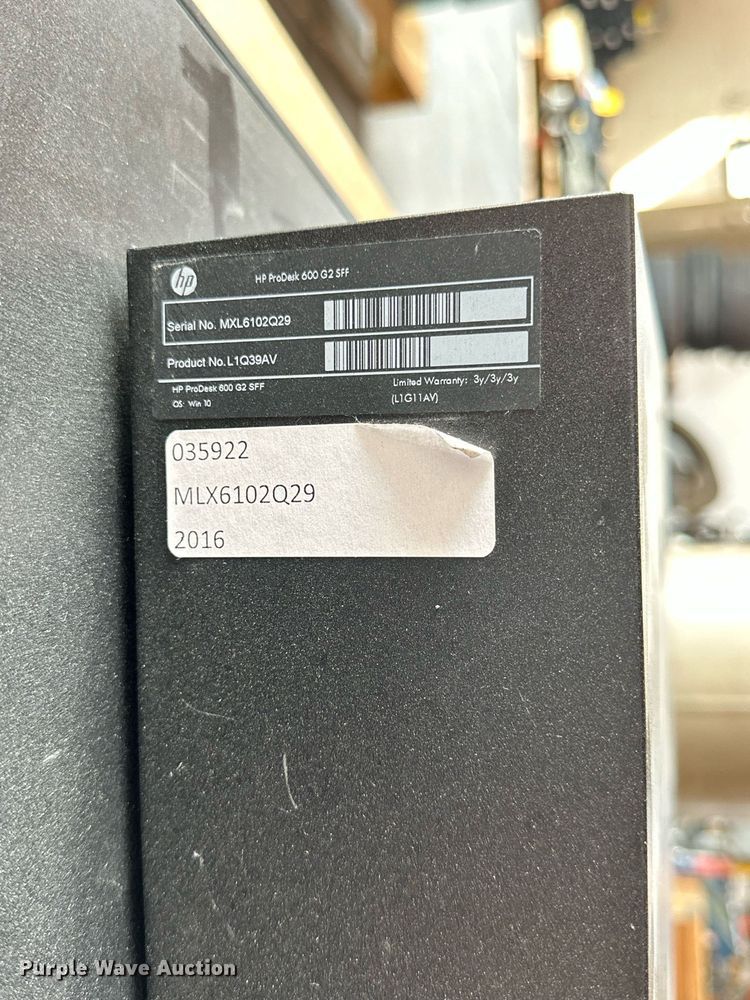 hp
HP ProDesk 600 G2 SFF
Serial No. MXL6102Q29
Product No. L1Q39AV
HP ProDesk 600 G2 SFF
OS: Win 10
Limited Warranty: 3y/3y/3y
(L1G11AV)
035922
MLX6102Q29
2016
Purple Wave Auction